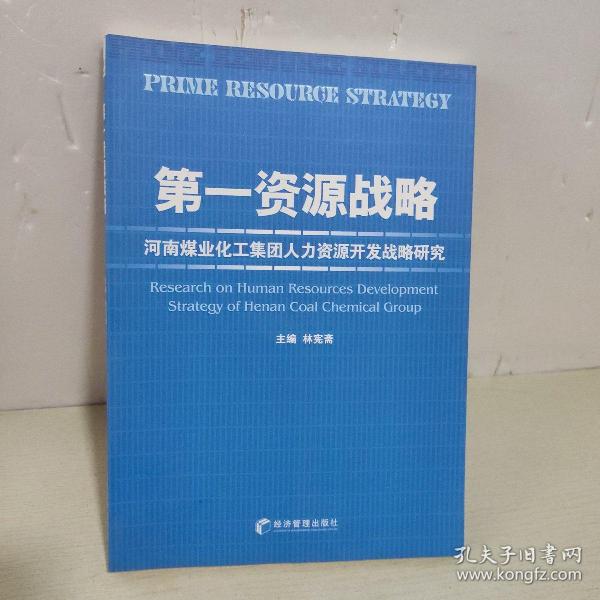 PRIME RESOURCE STRATEGY
第一资源战略
河南煤业化工集团人力资源开发战略研究
Research on Human Resources Development
Strategy of Henan Coal Chemical Group
主编 林宪斋
经济管理出版社
孔夫子旧书网
www.kongfz.com